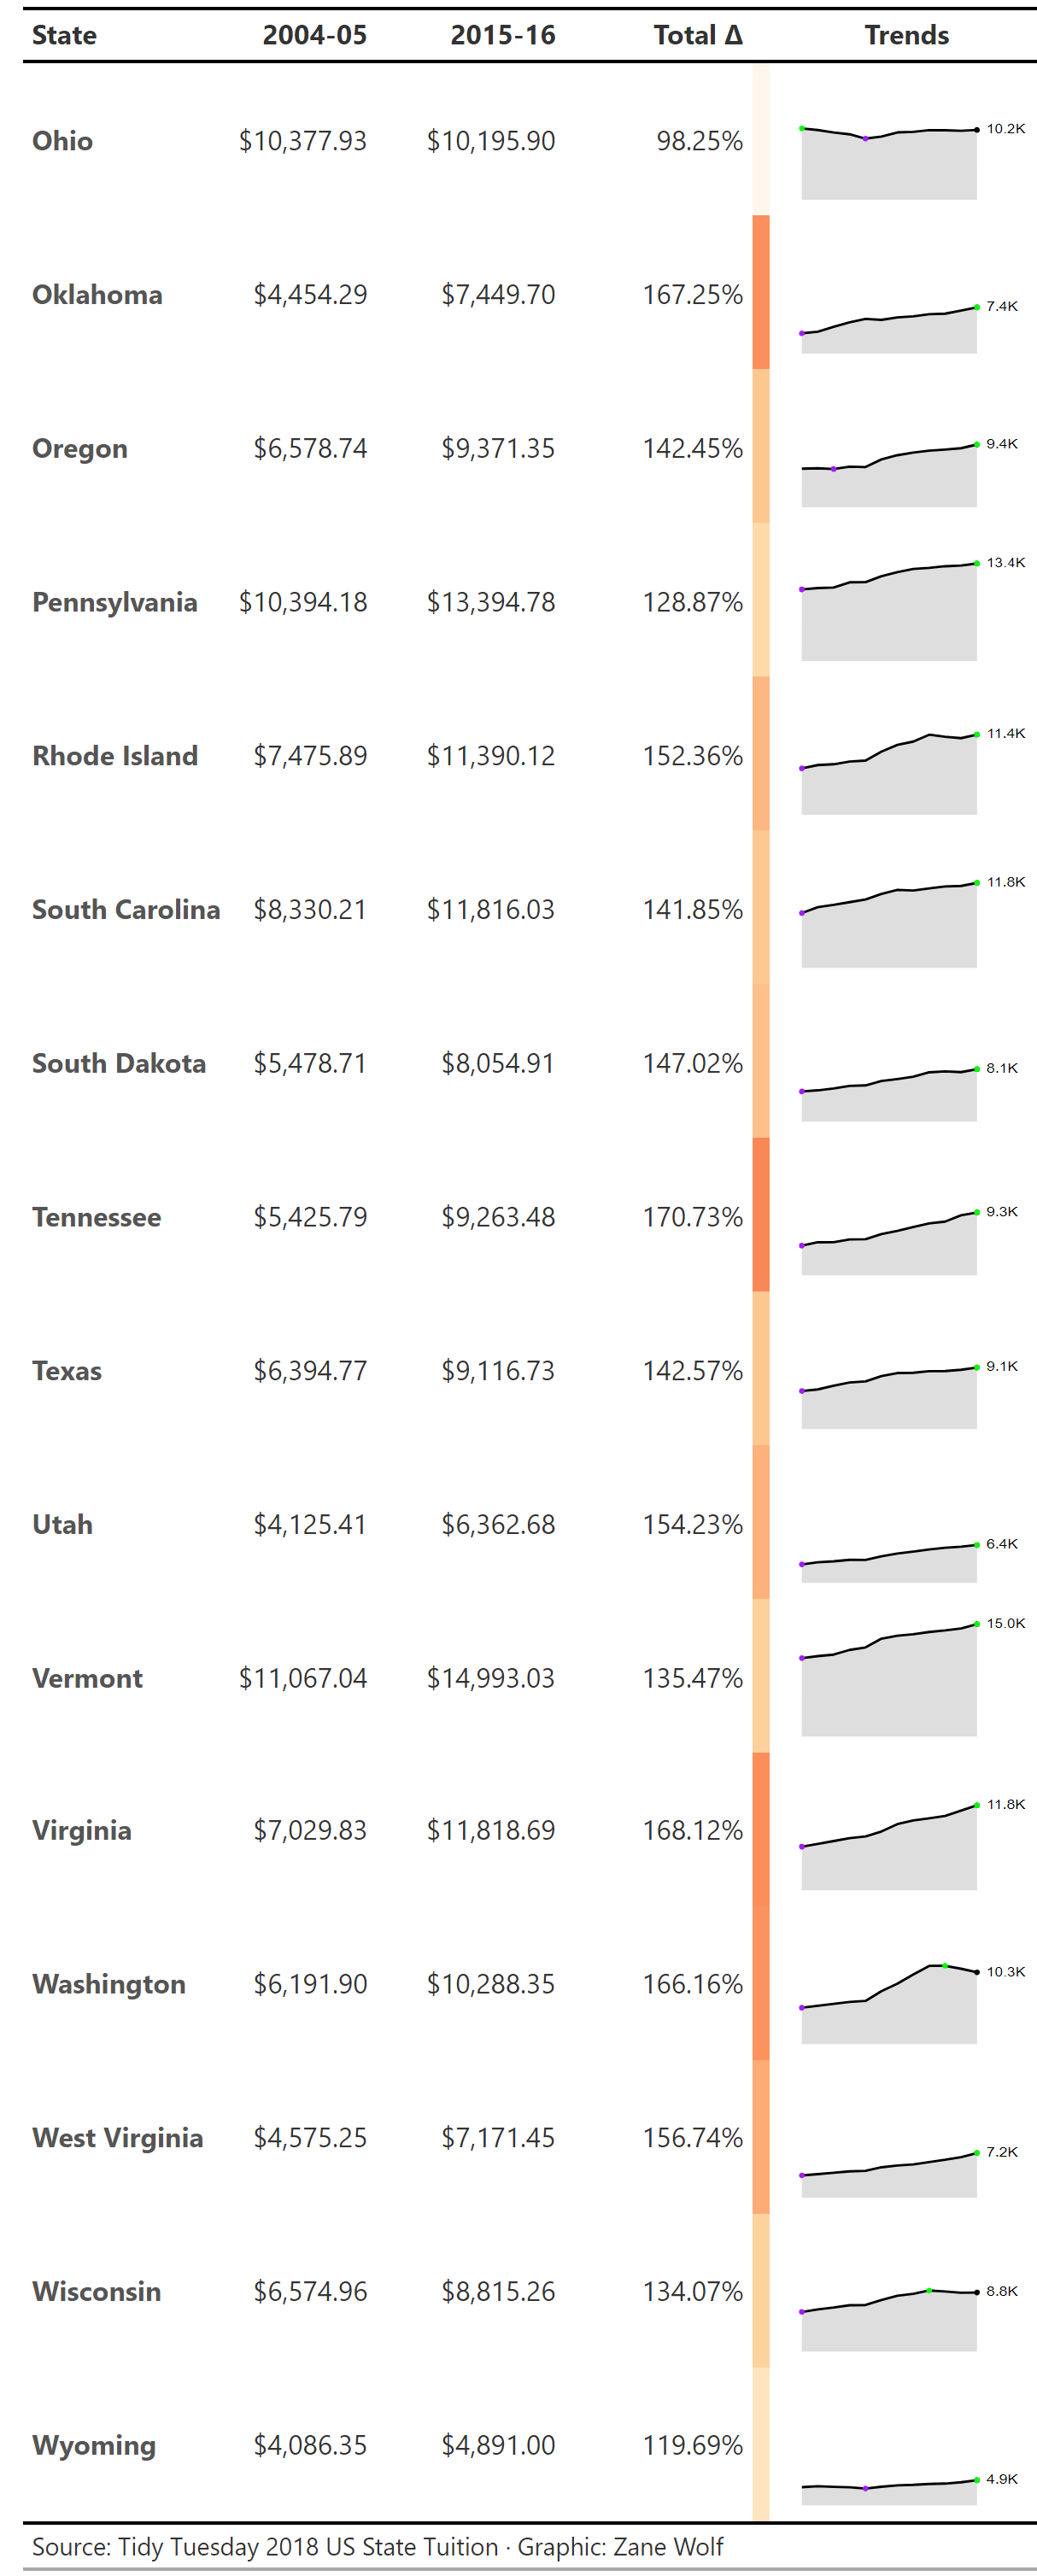 State 2004-05 2015-16 Total Δ Trends
Ohio $10,377.93 $10,195.90 98.25% 10.2K
Oklahoma $4,454.29 $7,449.70 167.25% 7.4K
Oregon $6,578.74 $9,371.35 142.45% 9.4K
Pennsylvania $10,394.18 $13,394.78 128.87% 13.4K
Rhode Island $7,475.89 $11,390.12 152.36% 11.4K
South Carolina $8,330.21 $11,816.03 141.85% 11.8K
South Dakota $5,478.71 $8,054.91 147.02% 8.1K
Tennessee $5,425.79 $9,263.48 170.73% 9.3K
Texas $6,394.77 $9,116.73 142.57% 9.1K
Utah $4,125.41 $6,362.68 154.23% 6.4K
Vermont $11,067.04 $14,993.03 135.47% 15.0K
Virginia $7,029.83 $11,818.69 168.12% 11.8K
Washington $6,191.90 $10,288.35 166.16% 10.3K
West Virginia $4,575.25 $7,171.45 156.74% 7.2K
Wisconsin $6,574.96 $8,815.26 134.07% 8.8K
Wyoming $4,086.35 $4,891.00 119.69% 4.9K
Source: Tidy Tuesday 2018 US State Tuition · Graphic: Zane Wolf